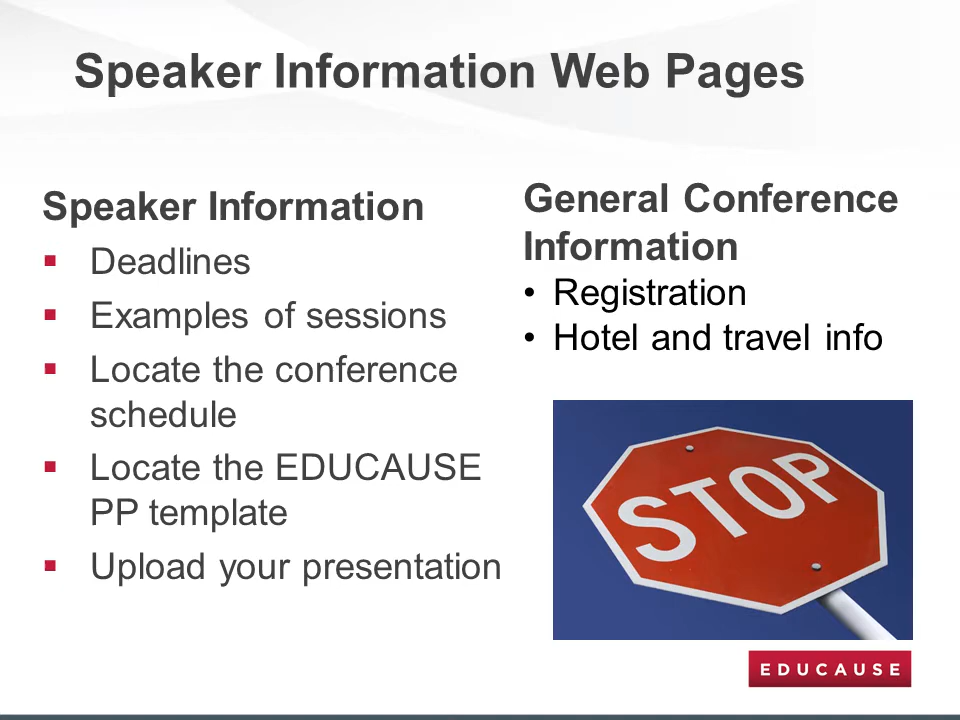 Speaker Information Web Pages
Speaker Information
▪ Deadlines
▪ Examples of sessions
▪ Locate the conference
schedule
▪ Locate the EDUCAUSE
PP template
▪ Upload your presentation
General Conference
Information
• Registration
• Hotel and travel info
STOP
EDUCAUSE